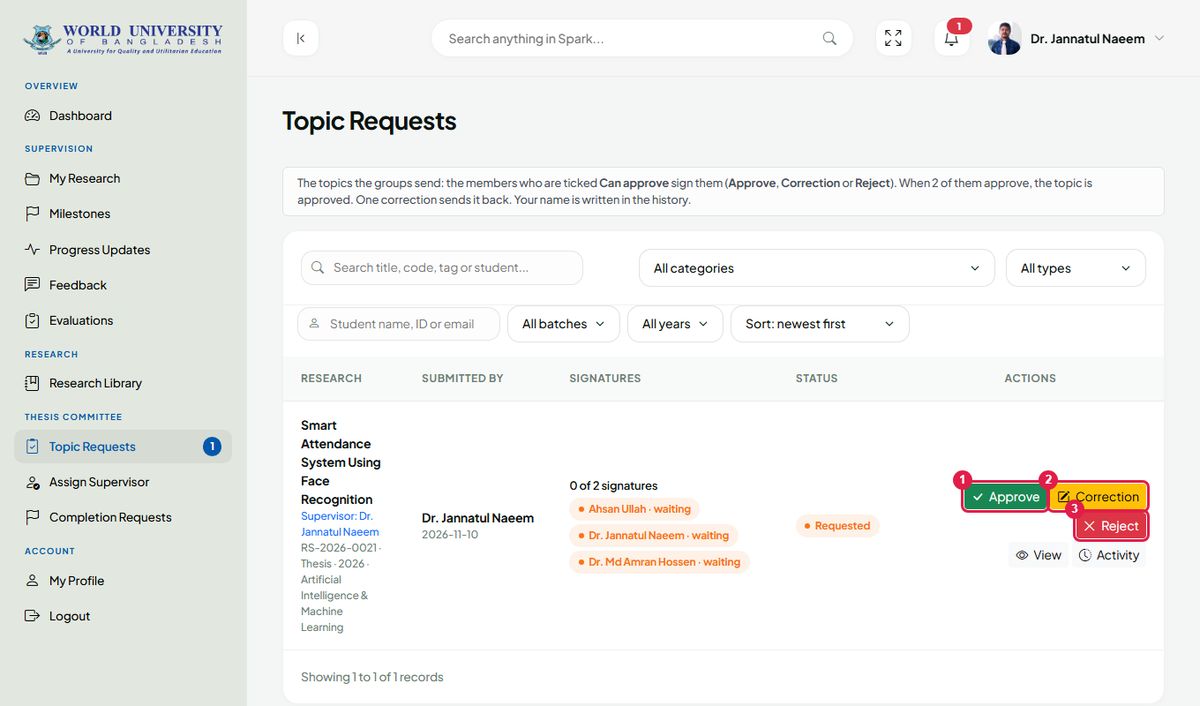 WORLD UNIVERSITY
OF BANGLADESH
A University for Quality and Utilitarian Education
Search anything in Spark...
1
Dr. Jannatul Naeem
OVERVIEW
Dashboard
SUPERVISION
My Research
Milestones
Progress Updates
Feedback
Evaluations
RESEARCH
Research Library
THESIS COMMITTEE
Topic Requests 1
Assign Supervisor
Completion Requests
ACCOUNT
My Profile
Logout
Topic Requests
The topics the groups send: the members who are ticked Can approve sign them (Approve, Correction or Reject). When 2 of them approve, the topic is
approved. One correction sends it back. Your name is written in the history.
Search title, code, tag or student...
All categories
All types
Student name, ID or email
All batches
All years
Sort: newest first
RESEARCH SUBMITTED BY SIGNATURES STATUS ACTIONS
Smart
Attendance
System Using
Face
Recognition
Supervisor: Dr.
Jannatul Naeem
RS-2026-0021 ·
Thesis · 2026 ·
Artificial
Intelligence &
Machine
Learning
Dr. Jannatul Naeem
2026-11-10
0 of 2 signatures
Ahsan Ullah · waiting
Dr. Jannatul Naeem · waiting
Dr. Md Amran Hossen · waiting
Requested
1
Approve
2
Correction
3
Reject
View
Activity
Showing 1 to 1 of 1 records